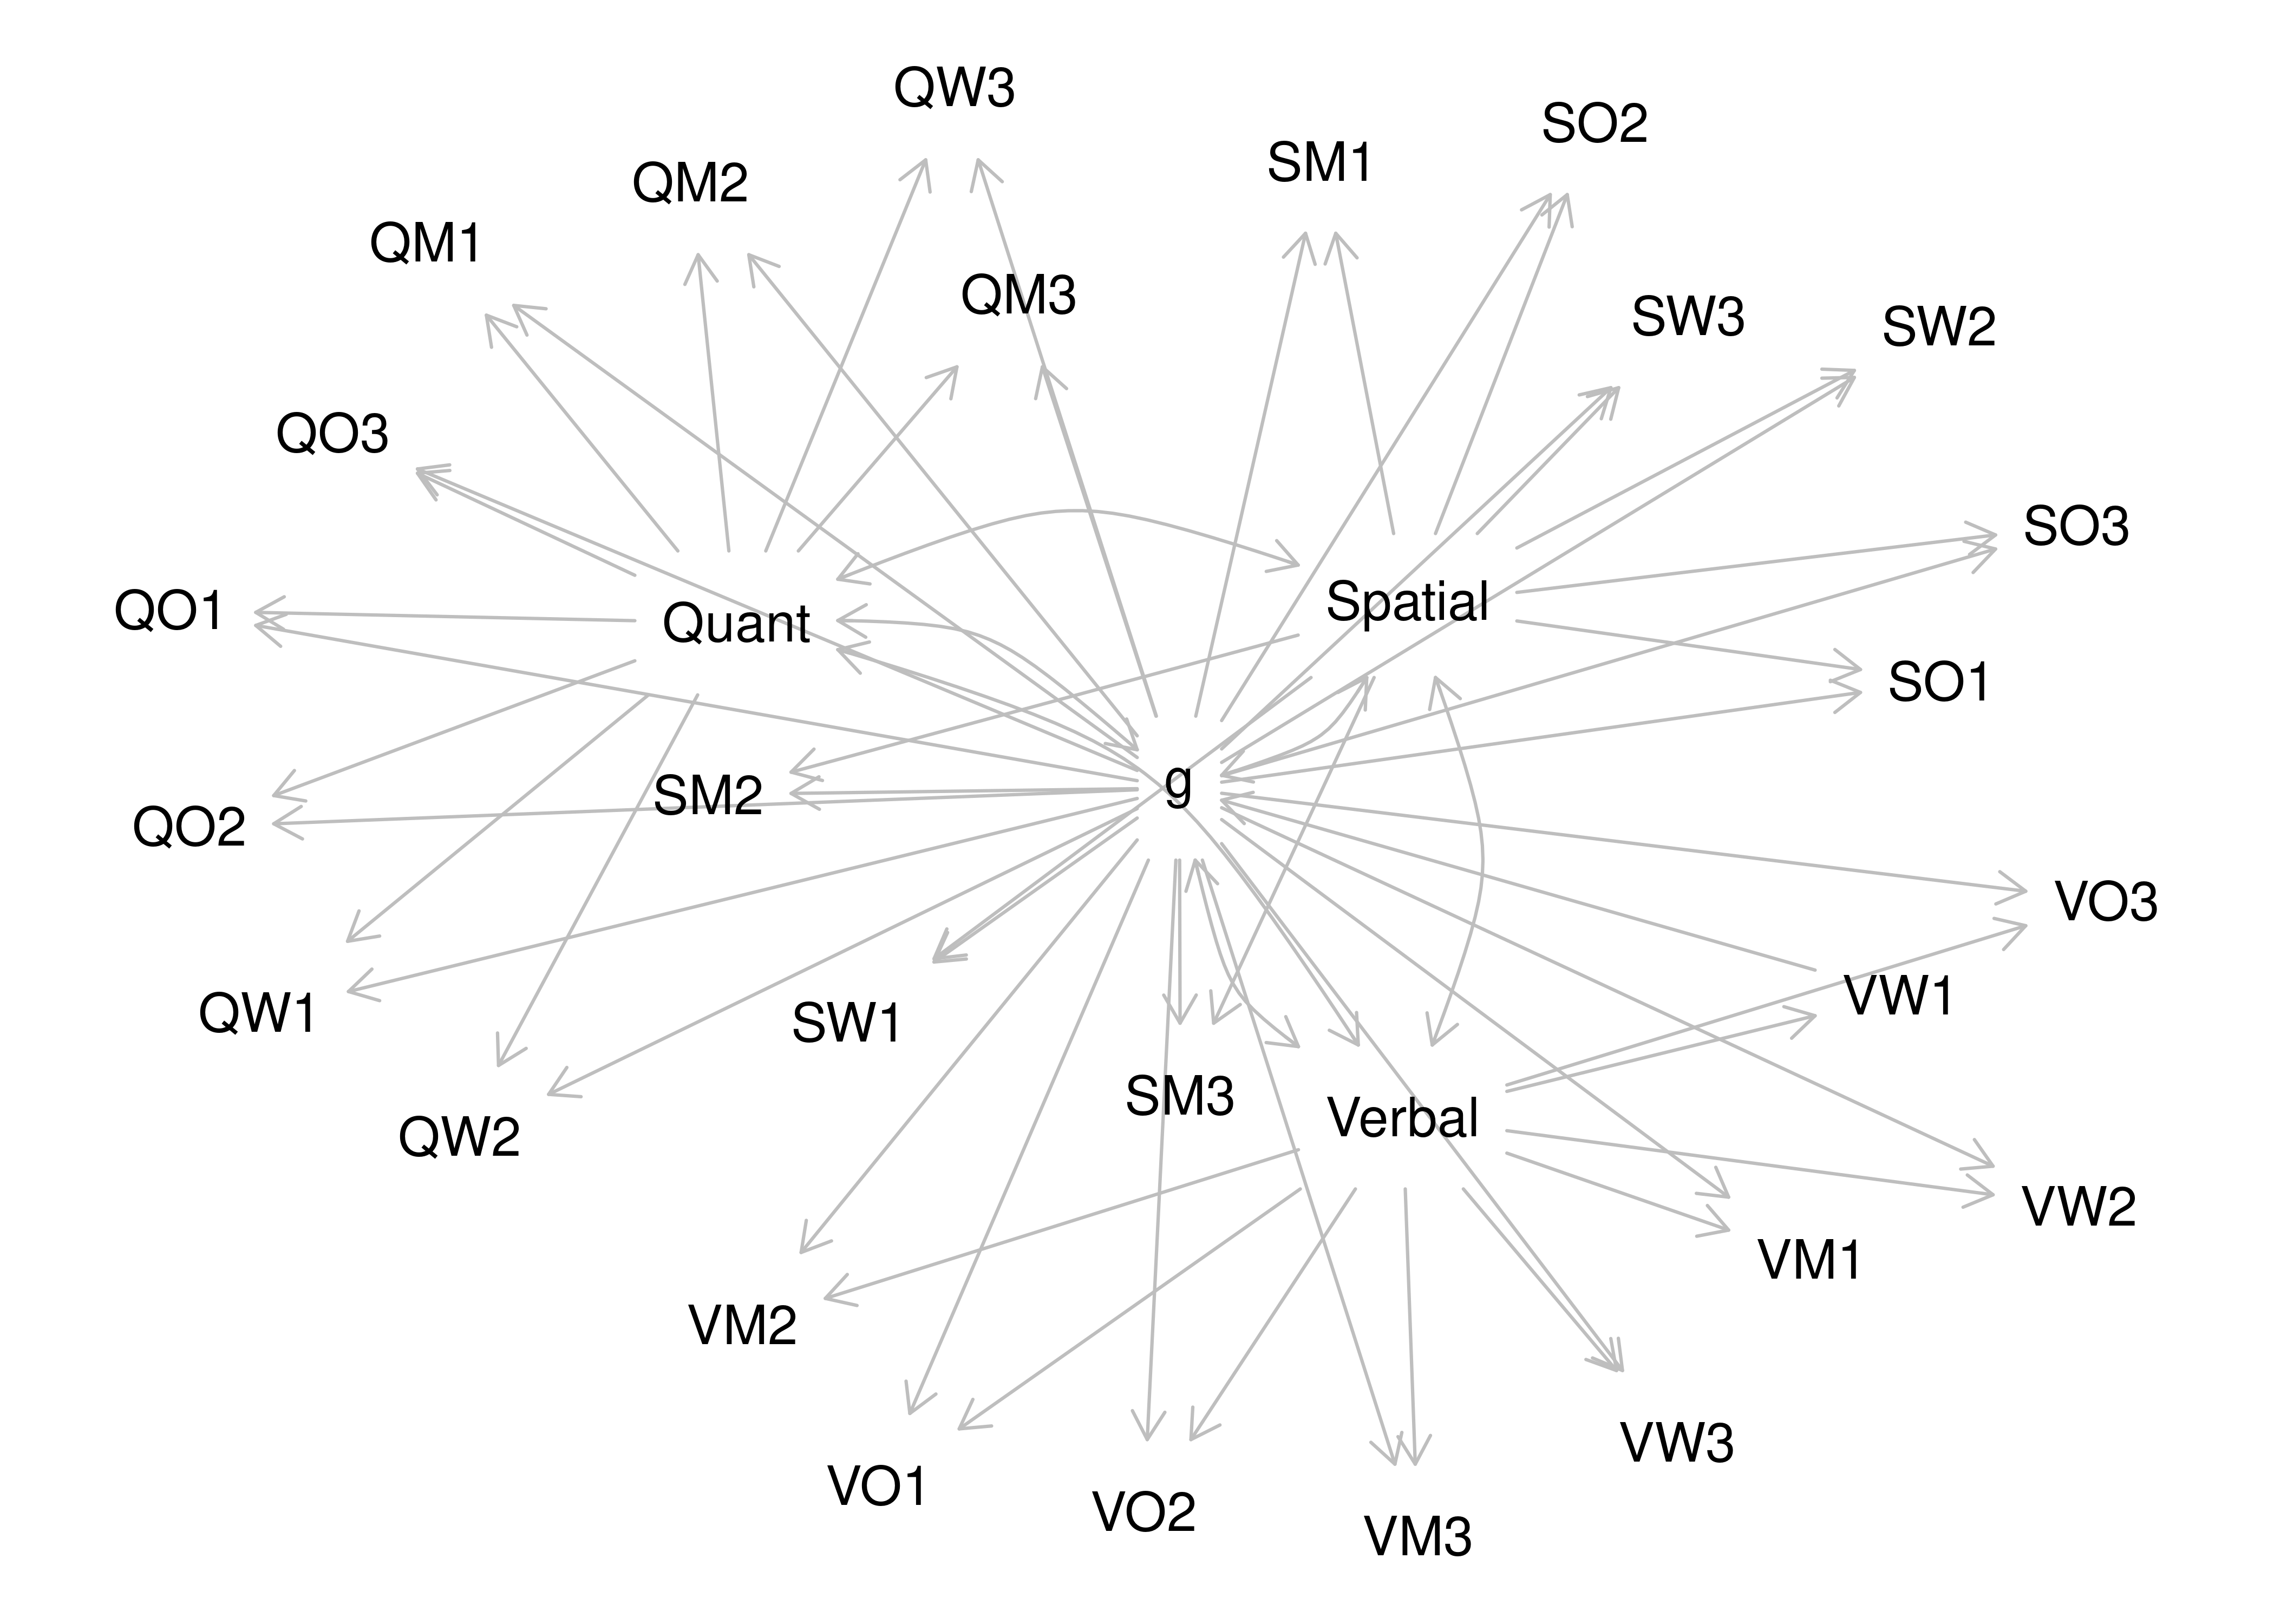 QW3
SO2
SM1
QM2
QM1
QM3
SW3
SW2
QO3
SO3
Spatial
QO1
Quant
SO1
g
SM2
QO2
VO3
VW1
QW1
SW1
SM3
Verbal
QW2
VW2
VM1
VM2
VW3
VO1
VO2
VM3